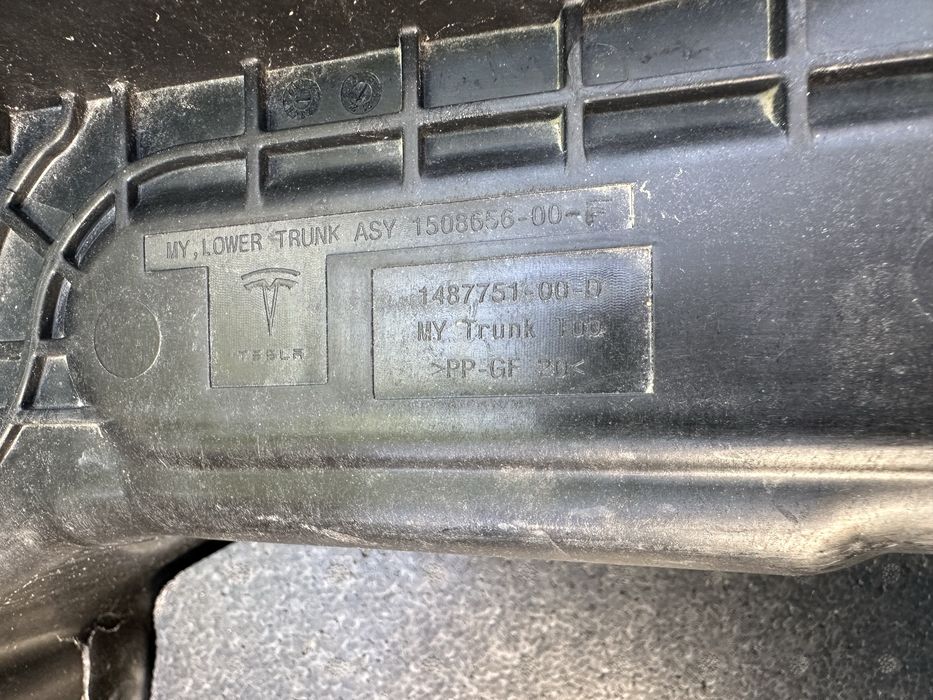 MY,LOWER TRUNK ASY 1508656-00-F
TESLA
1487751-00-D
MY Trunk Tub
>PP-GF 20<